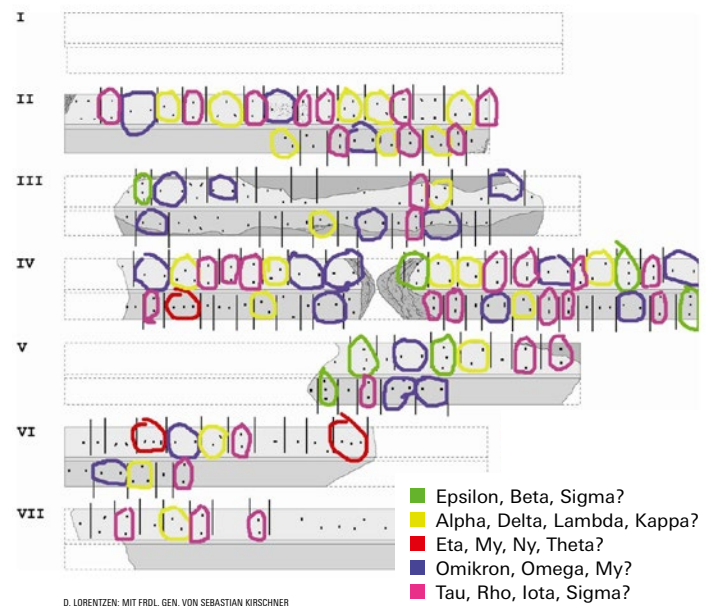 I
II
III
IV
V
VI
VII
Epsilon, Beta, Sigma?
Alpha, Delta, Lambda, Kappa?
Eta, My, Ny, Theta?
Omikron, Omega, My?
Tau, Rho, Iota, Sigma?
D. LORENTZEN; MIT FRDL. GEN. VON SEBASTIAN KIRSCHNER